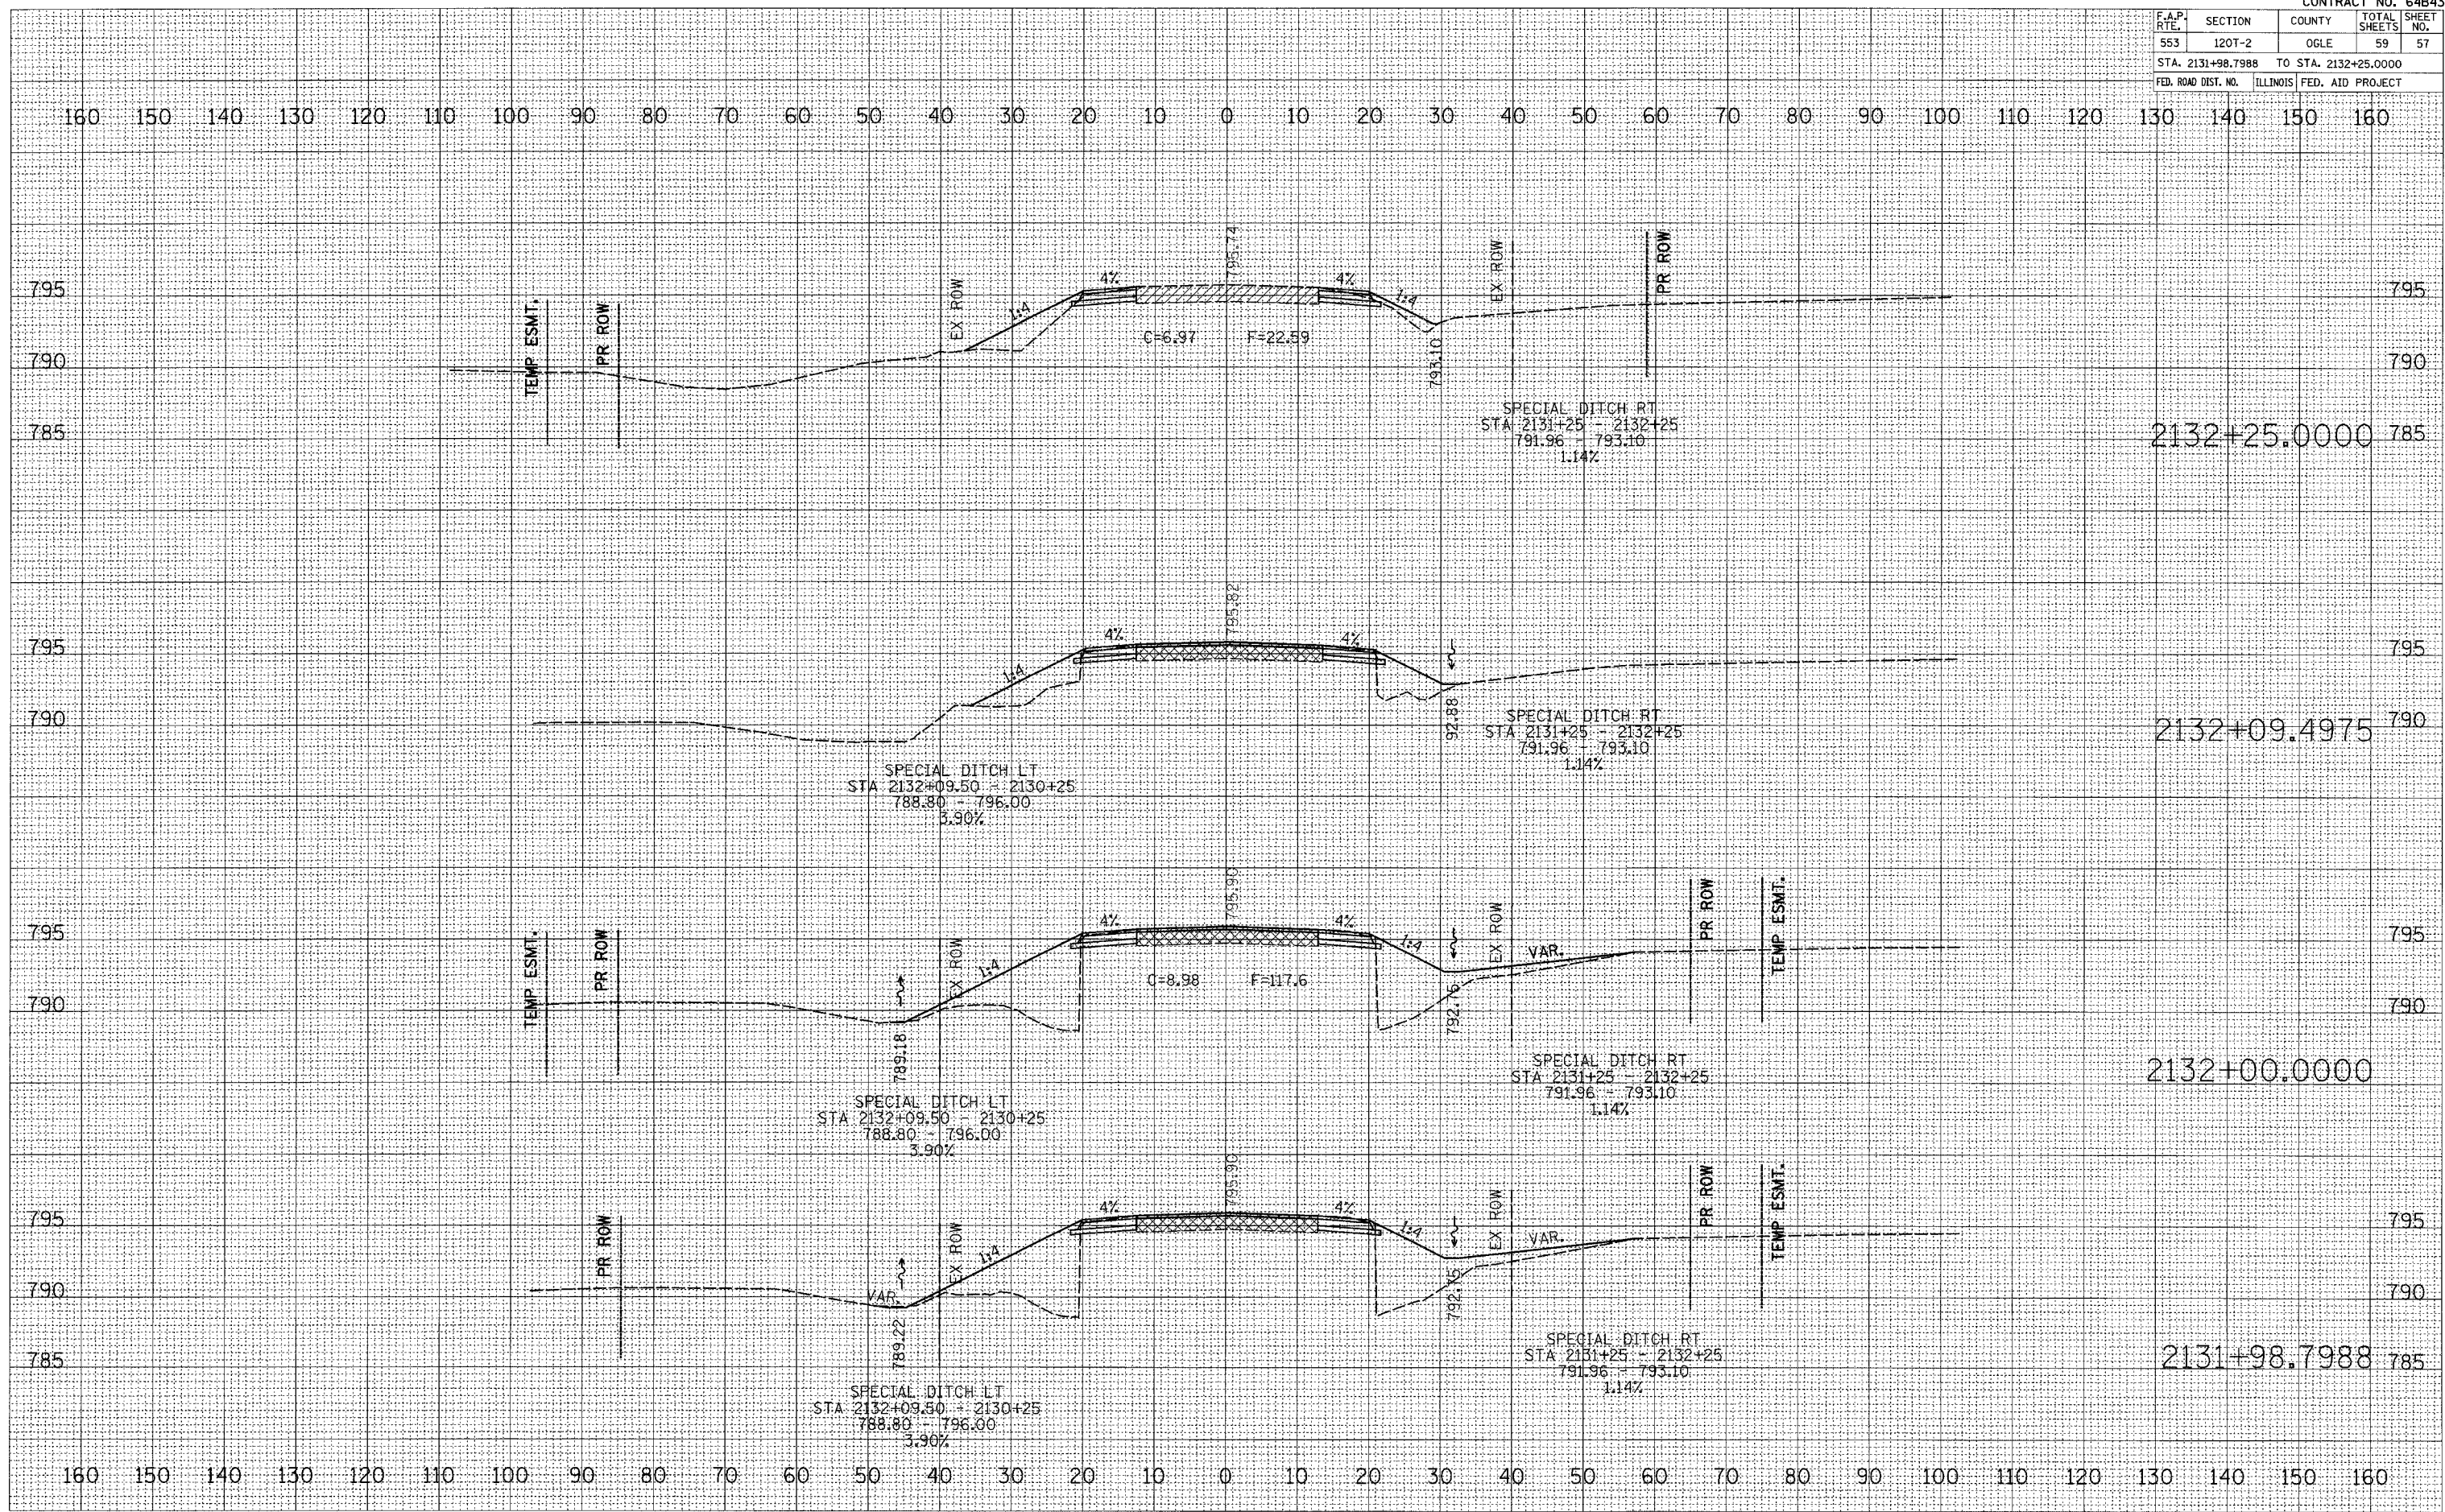 CONTRACT NO. 64B43
F.A.P. RTE. SECTION COUNTY TOTAL SHEETS SHEET NO.
553 120T-2 OGLE 59 57
STA. 2131+98.7988 TO STA. 2132+25.0000
FED. ROAD DIST. NO. ILLINOIS FED. AID PROJECT
160 150 140 130 120 110 100 90 80 70 60 50 40 30 20 10 0 10 20 30 40 50 60 70 80 90 100 110 120 130 140 150 160
795.74
795 TEMP ESMT. PR ROW EX ROW 1:4 4% 4% 1:4 EX ROW PR ROW 795
C=6.97 F=22.59
790 793.10 790
SPECIAL DITCH RT
STA 2131+25 - 2132+25
791.96 - 793.10
1.14%
785 2132+25.0000 785
795.82
795 1:4 4% 4% 795
790 92.88 2132+09.4975 790
SPECIAL DITCH RT
STA 2131+25 - 2132+25
791.96 - 793.10
1.14%
SPECIAL DITCH LT
STA 2132+09.50 - 2130+25
788.80 - 796.00
3.90%
795.90
795 TEMP ESMT. PR ROW EX ROW 1:4 4% 4% 1:4 EX ROW VAR. PR ROW TEMP ESMT. 795
C=8.98 F=117.6
790 789.18 792.76 790
SPECIAL DITCH RT
STA 2131+25 - 2132+25
791.96 - 793.10
1.14%
2132+00.0000
SPECIAL DITCH LT
STA 2132+09.50 - 2130+25
788.80 - 796.00
3.90%
795.90
795 PR ROW EX ROW 1:4 4% 4% 1:4 EX ROW VAR. PR ROW TEMP ESMT. 795
790 VAR. 789.22 792.75 790
SPECIAL DITCH RT
STA 2131+25 - 2132+25
791.96 - 793.10
1.14%
785 2131+98.7988 785
SPECIAL DITCH LT
STA 2132+09.50 - 2130+25
788.80 - 796.00
3.90%
160 150 140 130 120 110 100 90 80 70 60 50 40 30 20 10 0 10 20 30 40 50 60 70 80 90 100 110 120 130 140 150 160